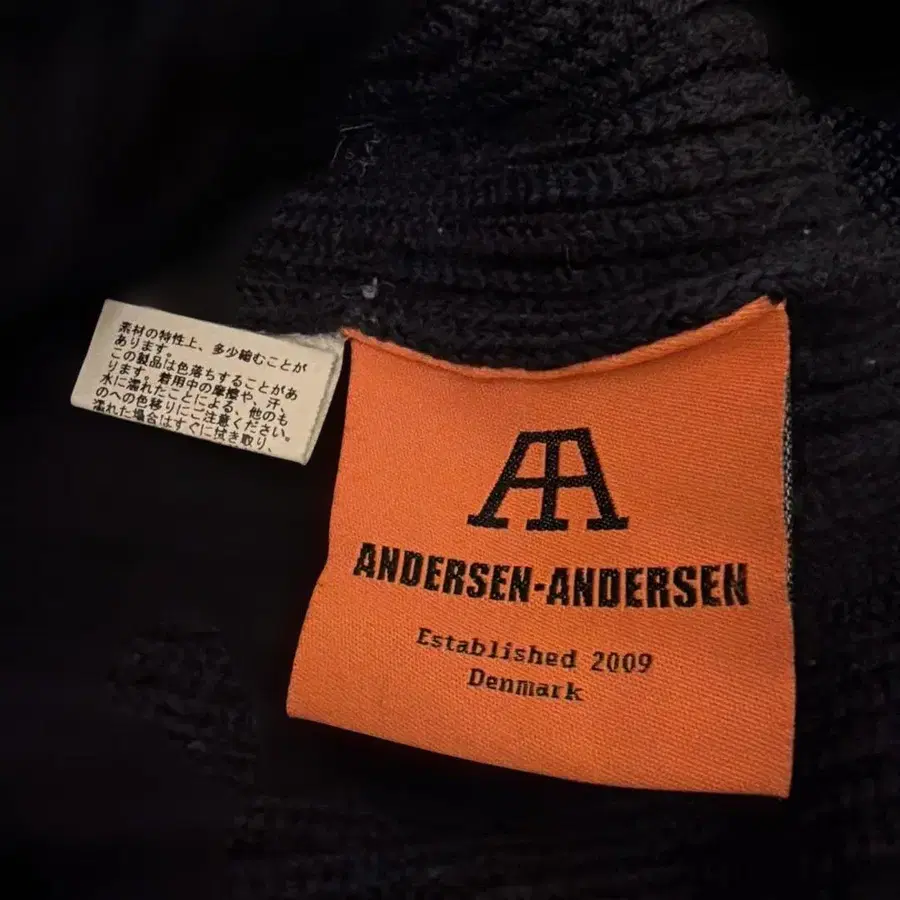 素材の特性上、多少縮むことが
あります。
この製品は色落ちすることがあ
ります。着用中の摩擦や、汗、
水に濡れたことによる、他のも
のへの色移りにご注意ください。
濡れた場合はすぐに拭き取り、
AA
ANDERSEN-ANDERSEN
Established 2009
Denmark